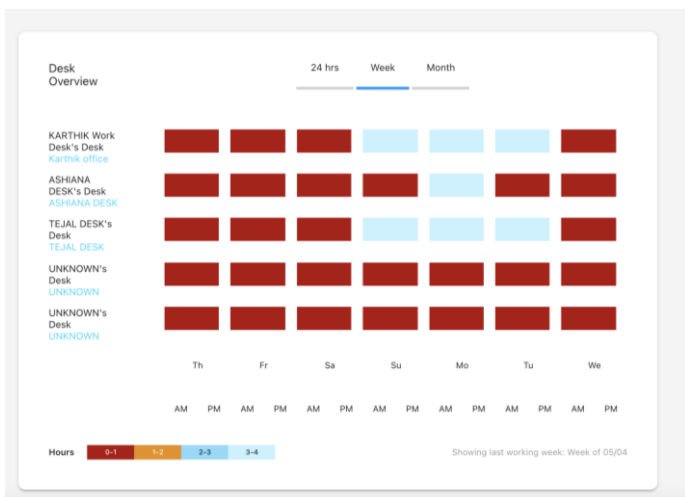 Desk
Overview
24 hrs Week Month
KARTHIK Work
Desk's Desk
Karthik office
ASHIANA
DESK's Desk
ASHIANA DESK
TEJAL DESK's
Desk
TEJAL DESK
UNKNOWN's
Desk
UNKNOWN
UNKNOWN's
Desk
UNKNOWN
Th Fr Sa Su Mo Tu We
AM PM AM PM AM PM AM PM AM PM AM PM AM PM
Hours 0-1 1-2 2-3 3-4
Showing last working week: Week of 05/04